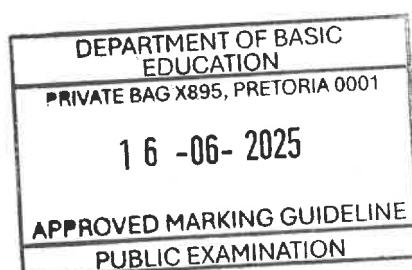 DEPARTMENT OF BASIC
EDUCATION
PRIVATE BAG X895, PRETORIA 0001
16 -06- 2025
APPROVED MARKING GUIDELINE
PUBLIC EXAMINATION